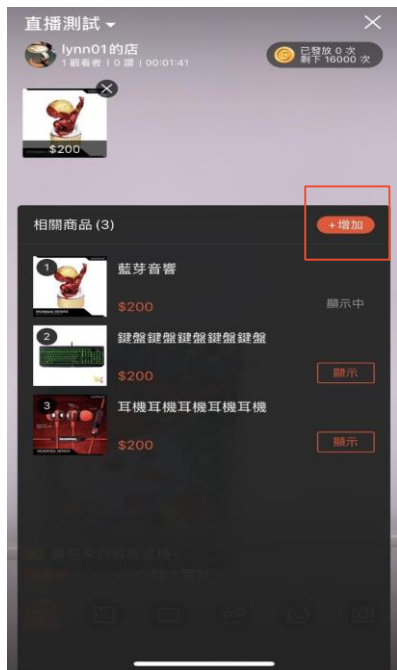 直播測試
lynn01的店
1 觀看者 | 0 讚 | 00:01:41
已發放 0 次
剩下 16000 次
$200
相關商品 (3)
+增加
1
藍芽音響
$200
顯示中
2
鍵盤鍵盤鍵盤鍵盤鍵盤
$200
顯示
3
耳機耳機耳機耳機耳機
$200
顯示